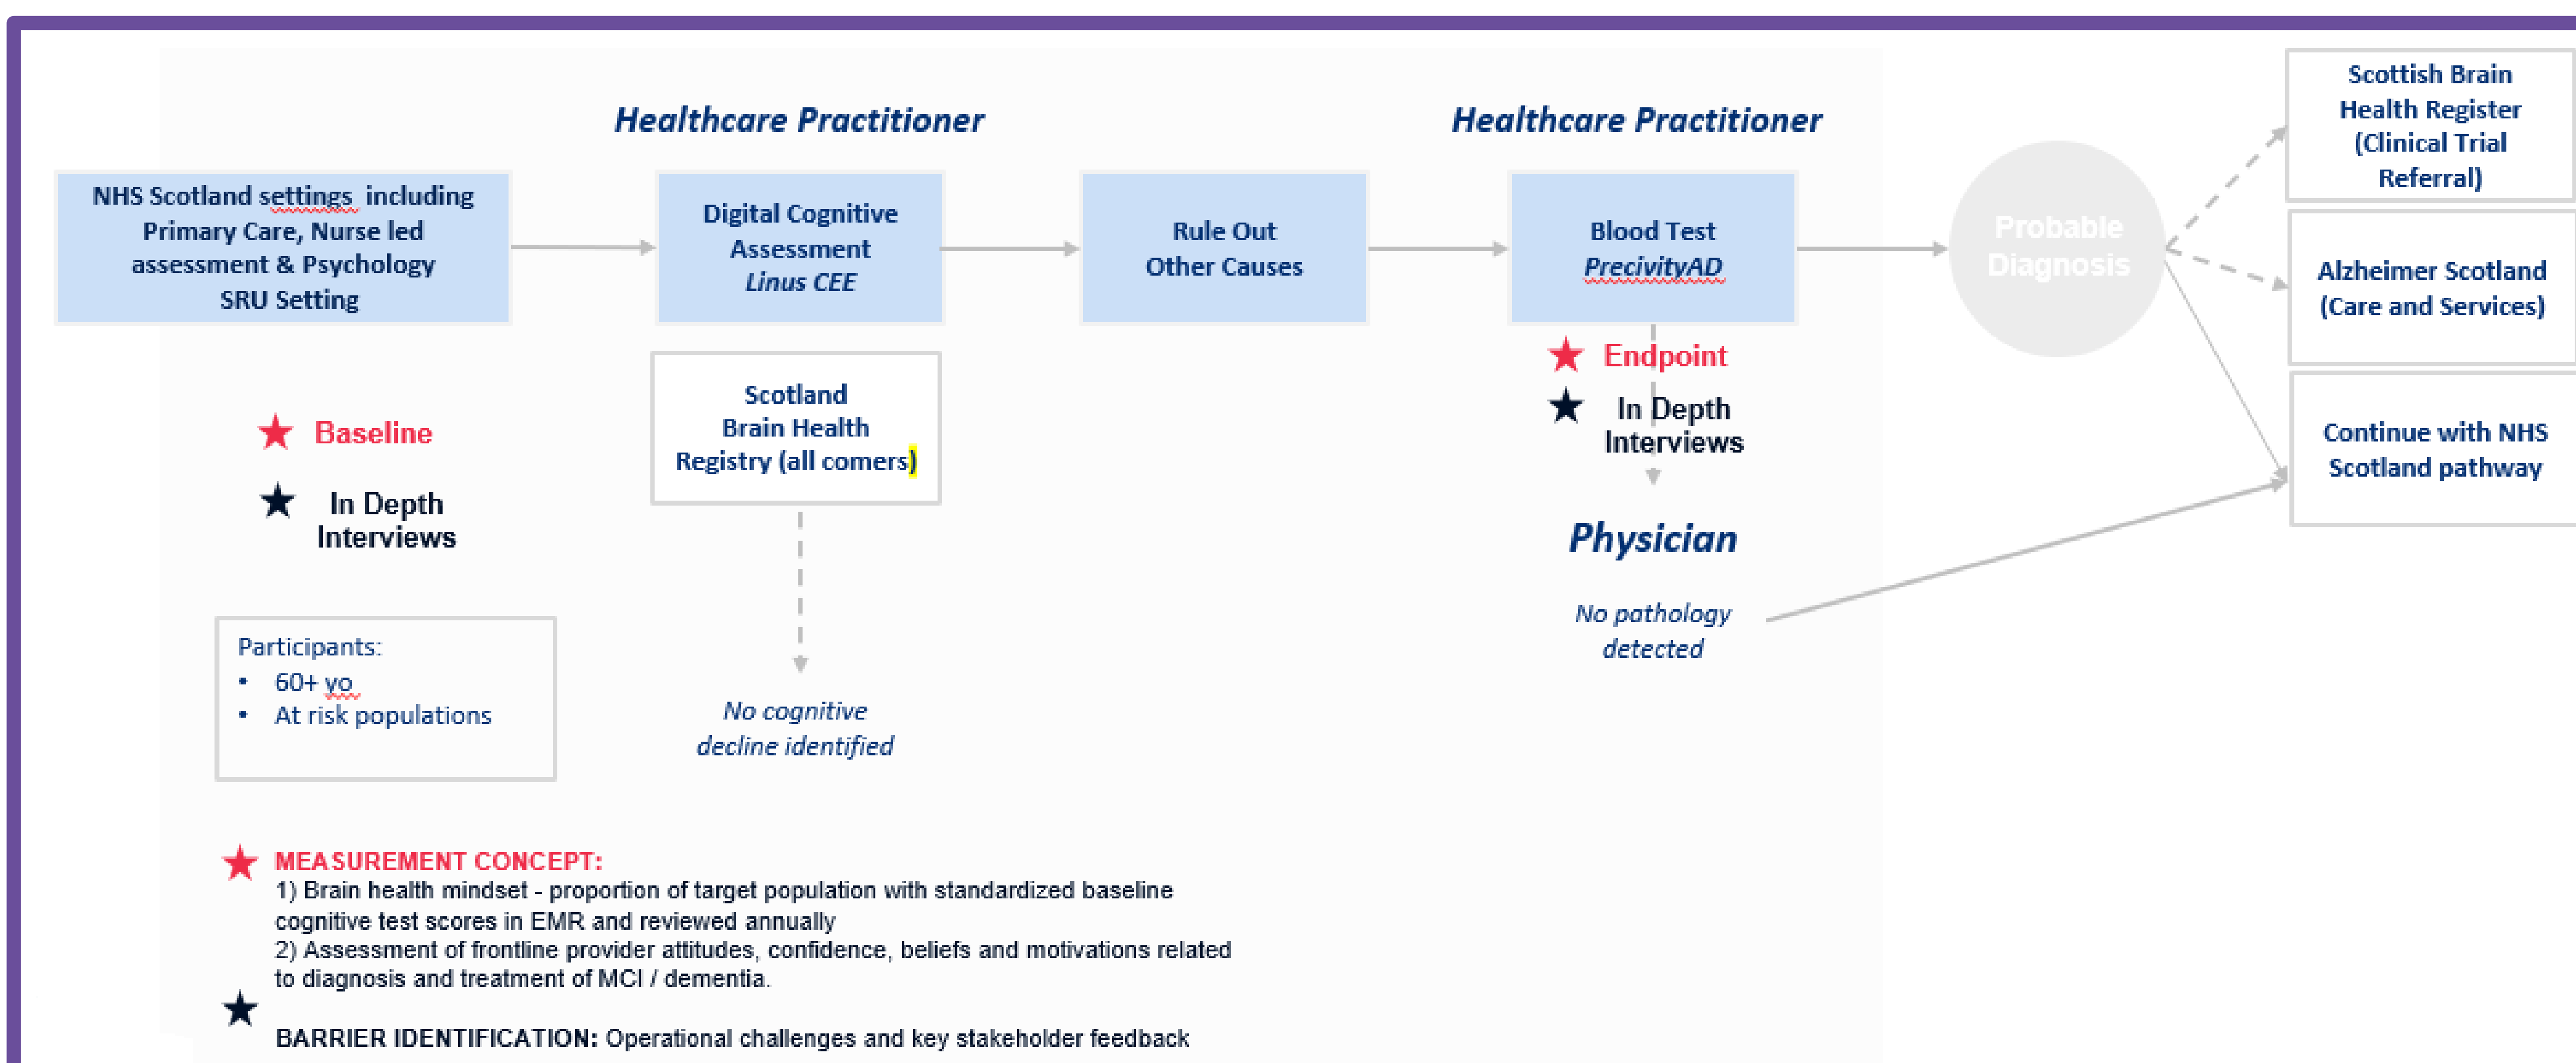 Healthcare Practitioner
Healthcare Practitioner
NHS Scotland settings including
Primary Care, Nurse led
assessment & Psychology
SRU Setting
Digital Cognitive
Assessment
Linus CEE
Rule Out
Other Causes
Blood Test
PrecivityAD
Probable
Diagnosis
Scottish Brain
Health Register
(Clinical Trial
Referral)
Alzheimer Scotland
(Care and Services)
Continue with NHS
Scotland pathway
Baseline
In Depth
Interviews
Scotland
Brain Health
Registry (all comers)
Endpoint
In Depth
Interviews
Physician
No pathology
detected
Participants:
• 60+ yo
• At risk populations
No cognitive
decline identified
MEASUREMENT CONCEPT:
1) Brain health mindset - proportion of target population with standardized baseline
cognitive test scores in EMR and reviewed annually
2) Assessment of frontline provider attitudes, confidence, beliefs and motivations related
to diagnosis and treatment of MCI / dementia.
BARRIER IDENTIFICATION: Operational challenges and key stakeholder feedback